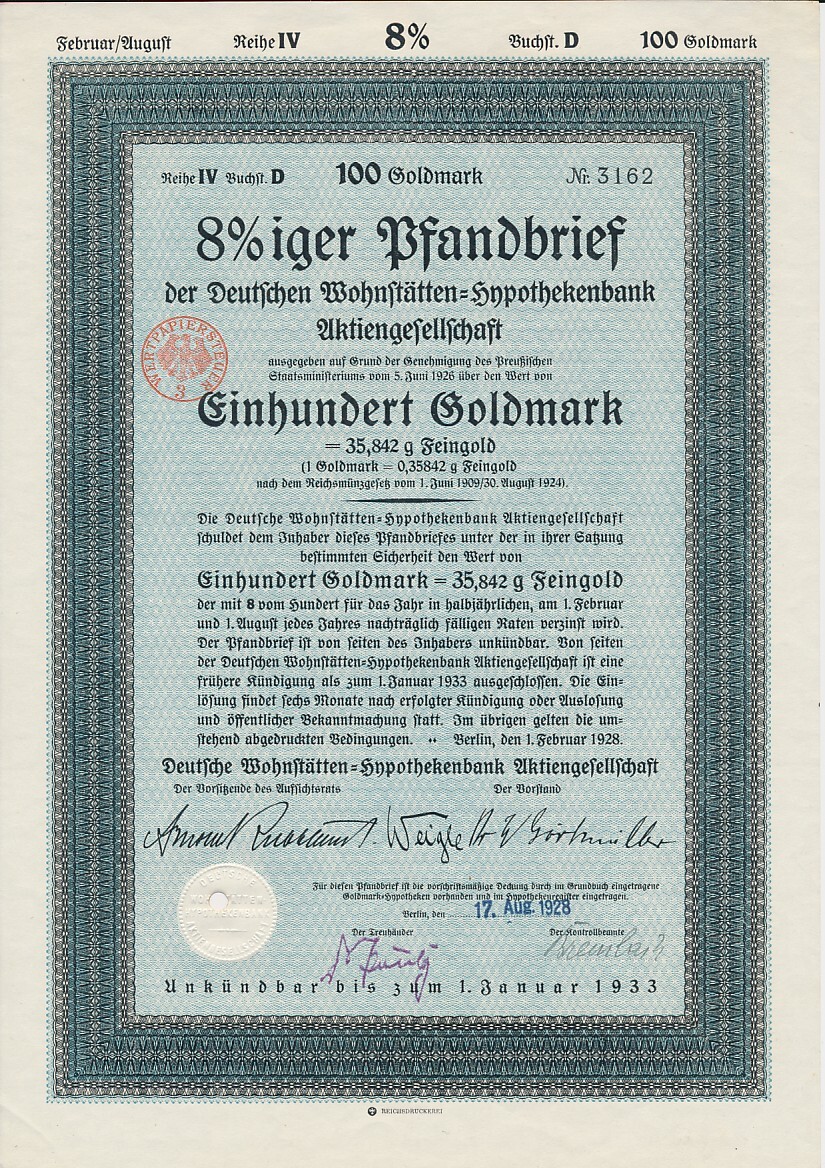 Februar/August Reihe IV 8% Buchst. D 100 Goldmark
Reihe IV Buchst. D 100 Goldmark Nr. 3162
8%iger Pfandbrief
der Deutschen Wohnstätten=Hypothekenbank
Aktiengesellschaft
ausgegeben auf Grund der Genehmigung des Preußischen
Staatsministeriums vom 5. Juni 1926 über den Wert von
WERTPAPIERSTEUER
3
Einhundert Goldmark
= 35,842 g Feingold
(1 Goldmark = 0,35842 g Feingold
nach dem Reichsmünzgesetz vom 1. Juni 1909/30. August 1924).
Die Deutsche Wohnstätten=Hypothekenbank Aktiengesellschaft
schuldet dem Inhaber dieses Pfandbriefes unter der in ihrer Satzung
bestimmten Sicherheit den Wert von
Einhundert Goldmark = 35,842 g Feingold
der mit 8 vom Hundert für das Jahr in halbjährlichen, am 1. Februar
und 1. August jedes Jahres nachträglich fälligen Raten verzinst wird.
Der Pfandbrief ist von seiten des Inhabers unkündbar. Von seiten
der Deutschen Wohnstätten=Hypothekenbank Aktiengesellschaft ist eine
frühere Kündigung als zum 1. Januar 1933 ausgeschlossen. Die Ein=
lösung findet sechs Monate nach erfolgter Kündigung oder Auslosung
und öffentlicher Bekanntmachung statt. Im übrigen gelten die um=
stehend abgedruckten Bedingungen. •• Berlin, den 1. Februar 1928.
Deutsche Wohnstätten=Hypothekenbank Aktiengesellschaft
Der Vorsitzende des Aufsichtsrats Der Vorstand
Weigle
Für diesen Pfandbrief ist die vorschriftsmäßige Deckung durch im Grundbuch eingetragene
Goldmark=Hypotheken vorhanden und im Hypothekenregister eingetragen.
Berlin, den 17. Aug. 1928
Der Treuhänder Der Kontrollbeamte
Unkündbar bis zum 1. Januar 1933
REICHSDRUCKEREI